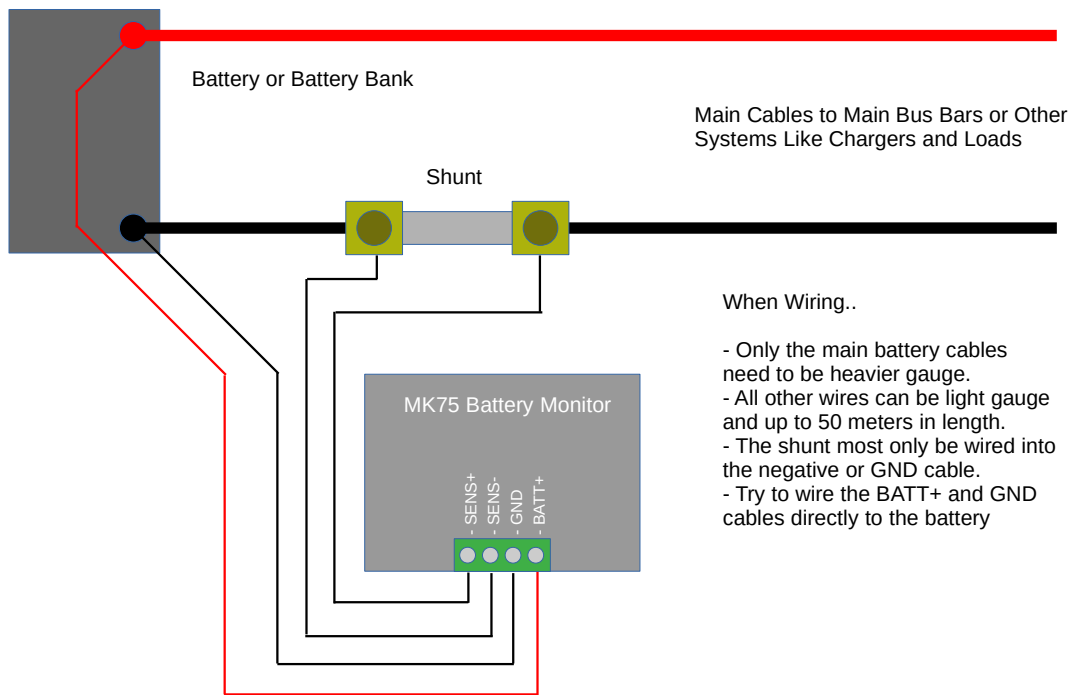 Battery or Battery Bank
Main Cables to Main Bus Bars or Other
Systems Like Chargers and Loads
Shunt
When Wiring..
- Only the main battery cables
need to be heavier gauge.
- All other wires can be light gauge
and up to 50 meters in length.
- The shunt most only be wired into
the negative or GND cable.
- Try to wire the BATT+ and GND
cables directly to the battery
MK75 Battery Monitor
- SENS+
- SENS-
- GND
- BATT+